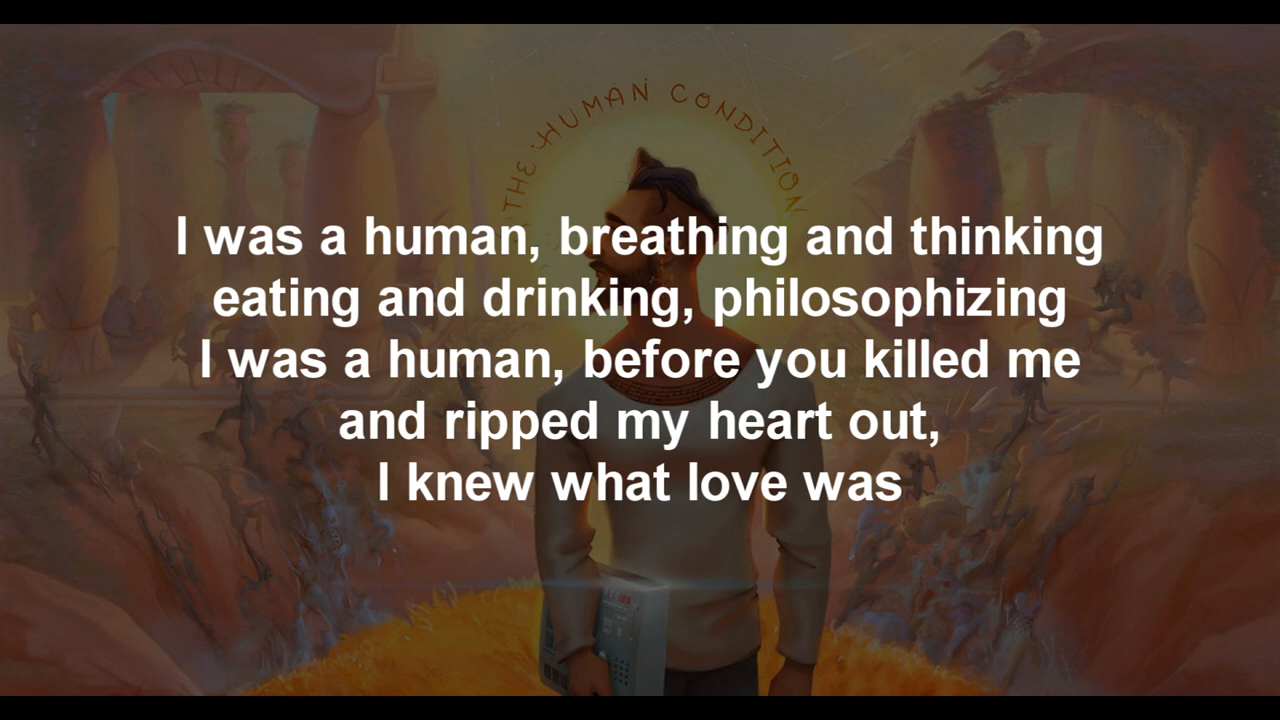 THE HUMAN CONDITION
I was a human, breathing and thinking
eating and drinking, philosophizing
I was a human, before you killed me
and ripped my heart out,
I knew what love was